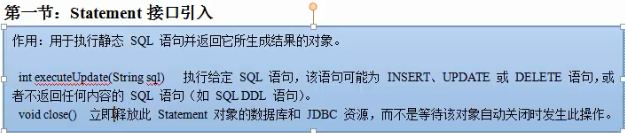 第一节：Statement 接口引入
作用：用于执行静态 SQL 语句并返回它所生成结果的对象。
int executeUpdate(String sql) 执行给定 SQL 语句，该语句可能为 INSERT、UPDATE 或 DELETE 语句，或
者不返回任何内容的 SQL 语句（如 SQL DDL 语句）。
void close() 立即释放此 Statement 对象的数据库和 JDBC 资源，而不是等待该对象自动关闭时发生此操作。